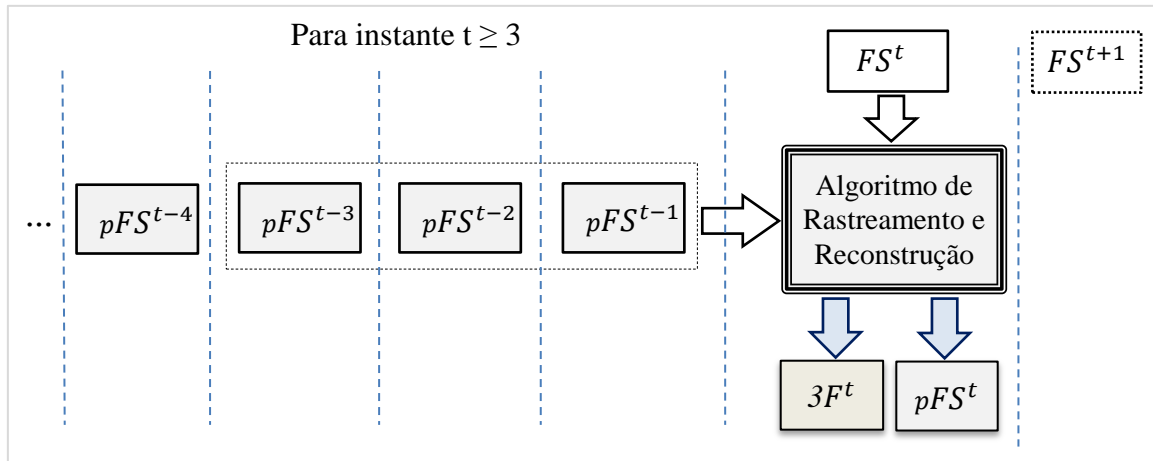 Para instante t ≥ 3
FS^t
FS^{t+1}
...
pFS^{t−4}
pFS^{t−3}
pFS^{t−2}
pFS^{t−1}
Algoritmo de
Rastreamento e
Reconstrução
3F^t
pFS^t